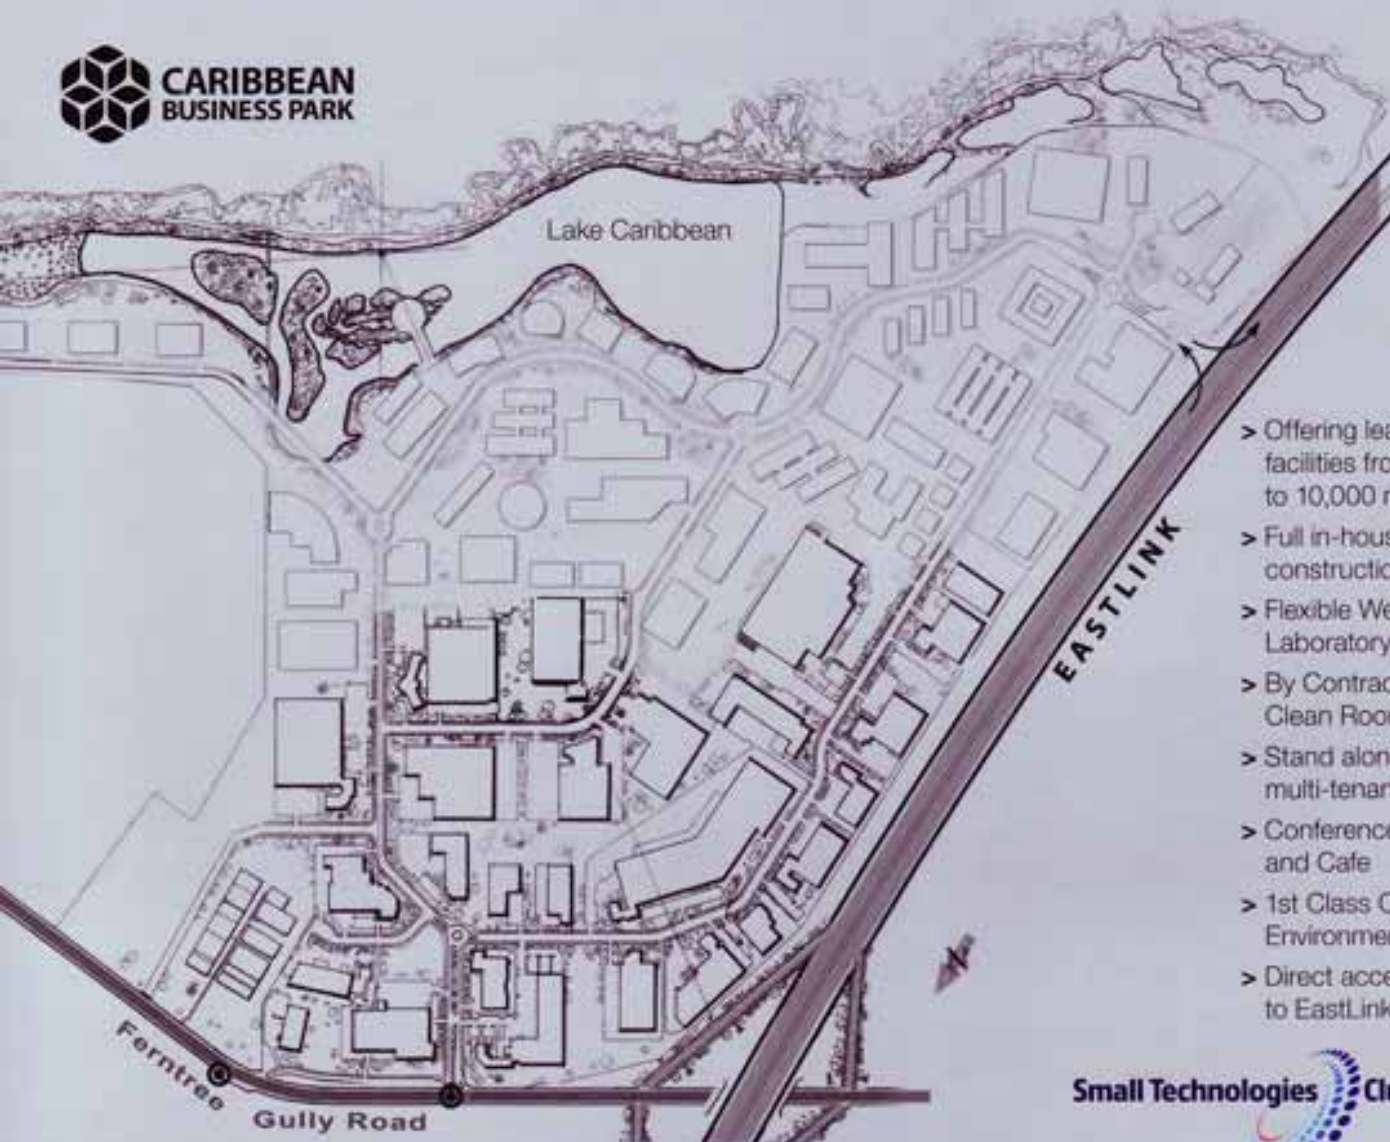 CARIBBEAN
BUSINESS PARK
Lake Caribbean
> Offering lea
facilities fro
to 10,000
> Full in-hous
constructio
> Flexible We
Laboratory
> By Contrac
Clean Roo
> Stand alon
multi-tenan
> Conference
and Cafe
> 1st Class C
Environme
> Direct acce
to EastLink
EASTLINK
Ferntree
Gully Road
Small Technologies Cl